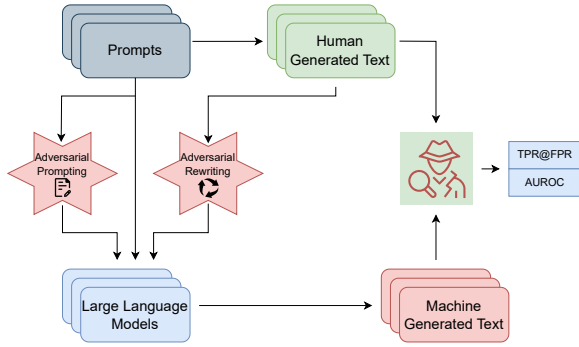 Prompts
Human
Generated Text
Adversarial
Prompting
Adversarial
Rewriting
TPR@FPR
AUROC
Large Language
Models
Machine
Generated Text